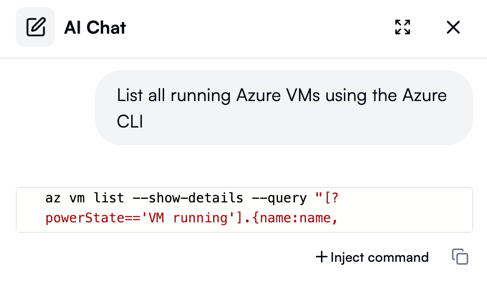 AI Chat
List all running Azure VMs using the Azure
CLI
az vm list --show-details --query "[?
powerState=='VM running'].{name:name,
+Inject command